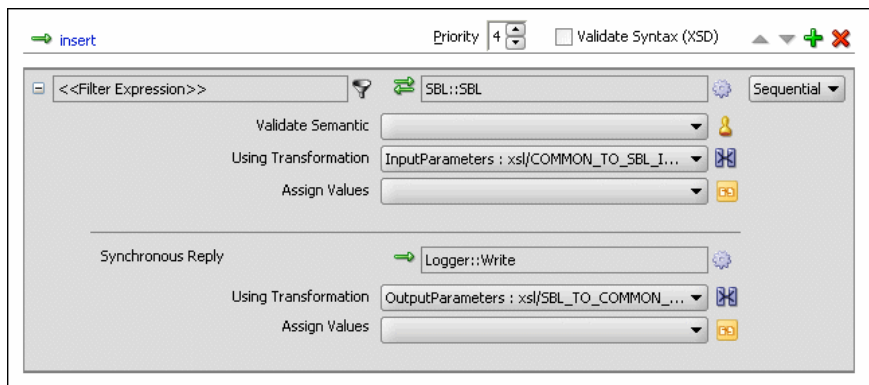 insert Priority 4 Validate Syntax (XSD)
<<Filter Expression>> SBL::SBL Sequential
Validate Semantic
Using Transformation InputParameters : xsl/COMMON_TO_SBL_I...
Assign Values
Synchronous Reply Logger::Write
Using Transformation OutputParameters : xsl/SBL_TO_COMMON_...
Assign Values